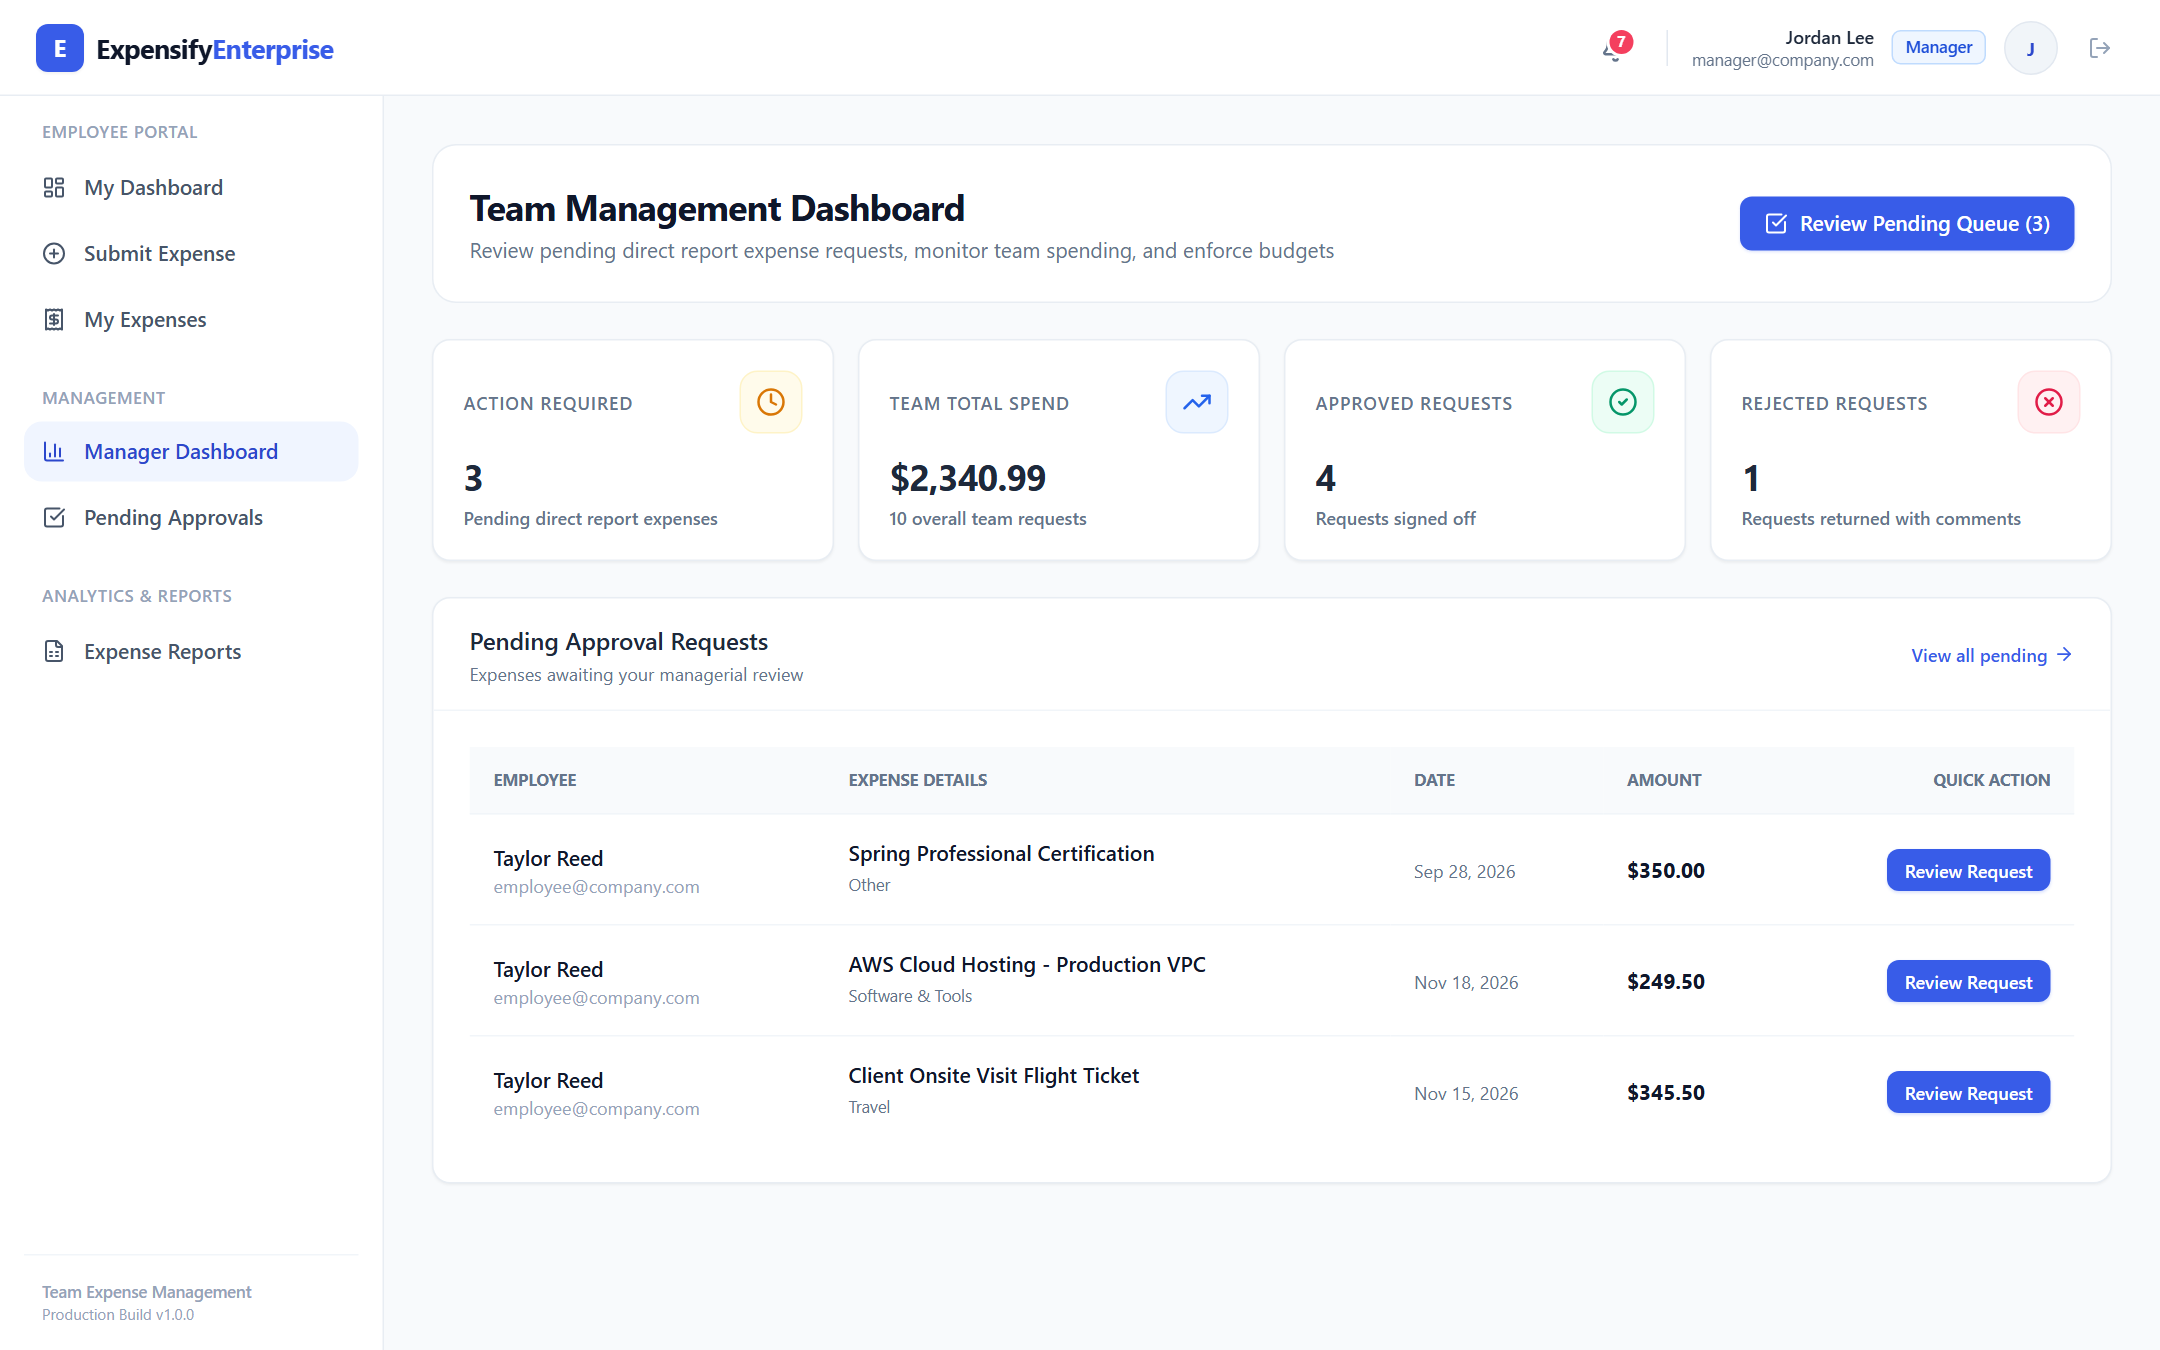 E
ExpensifyEnterprise
7
Jordan Lee
manager@company.com
Manager
J
EMPLOYEE PORTAL
My Dashboard
Submit Expense
My Expenses
MANAGEMENT
Manager Dashboard
Pending Approvals
ANALYTICS & REPORTS
Expense Reports
Team Expense Management
Production Build v1.0.0
Team Management Dashboard
Review pending direct report expense requests, monitor team spending, and enforce budgets
Review Pending Queue (3)
ACTION REQUIRED
3
Pending direct report expenses
TEAM TOTAL SPEND
$2,340.99
10 overall team requests
APPROVED REQUESTS
4
Requests signed off
REJECTED REQUESTS
1
Requests returned with comments
Pending Approval Requests
Expenses awaiting your managerial review
View all pending
EMPLOYEE EXPENSE DETAILS DATE AMOUNT QUICK ACTION
Taylor Reed
employee@company.com
Spring Professional Certification
Other
Sep 28, 2026
$350.00
Review Request
Taylor Reed
employee@company.com
AWS Cloud Hosting - Production VPC
Software & Tools
Nov 18, 2026
$249.50
Review Request
Taylor Reed
employee@company.com
Client Onsite Visit Flight Ticket
Travel
Nov 15, 2026
$345.50
Review Request